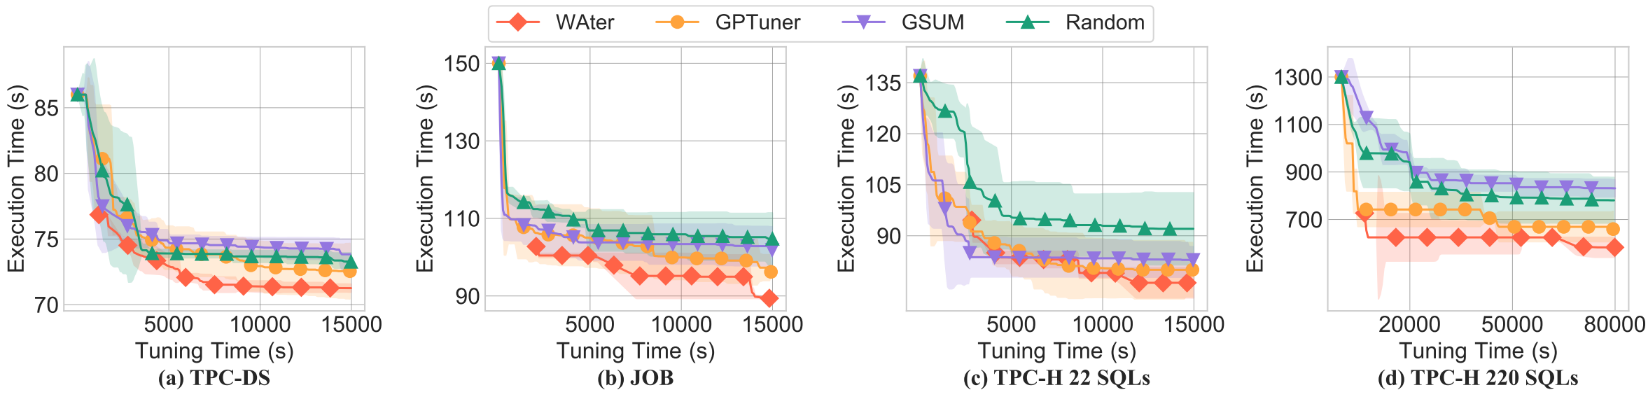 WAter GPTuner GSUM Random
Execution Time (s)
85
80
75
70
5000 10000 15000
Tuning Time (s)
(a) TPC-DS
Execution Time (s)
150
130
110
90
5000 10000 15000
Tuning Time (s)
(b) JOB
Execution Time (s)
135
120
105
90
5000 10000 15000
Tuning Time (s)
(c) TPC-H 22 SQLs
Execution Time (s)
1300
1100
900
700
20000 50000 80000
Tuning Time (s)
(d) TPC-H 220 SQLs